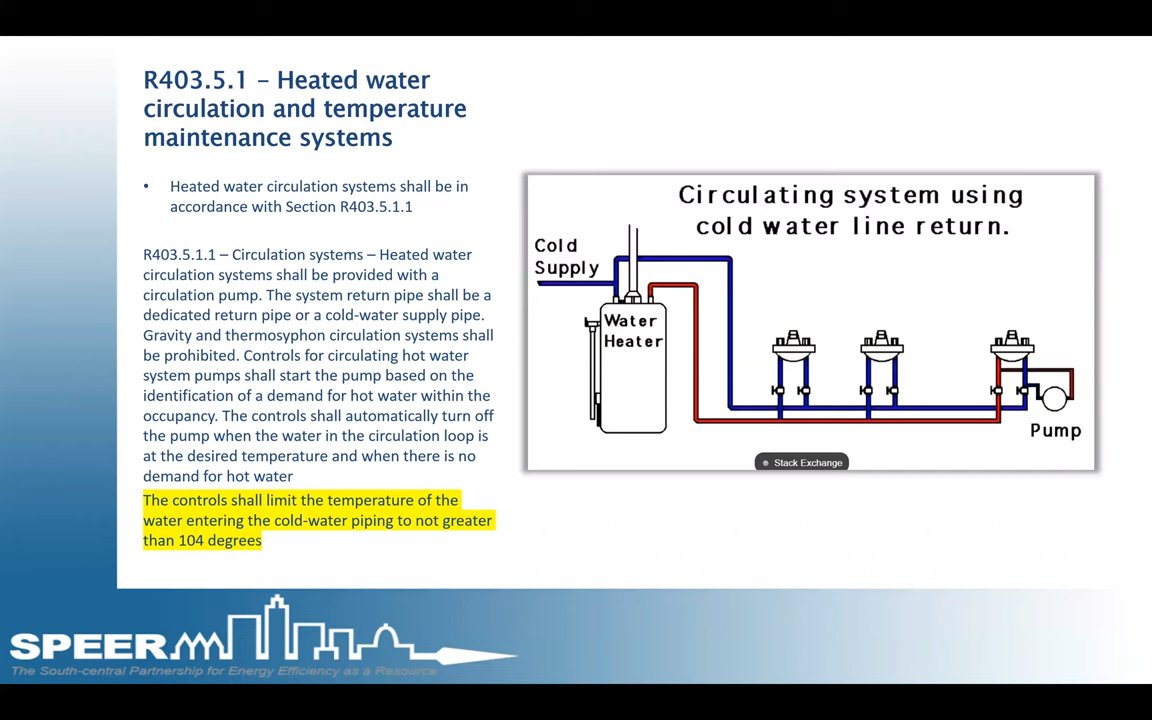 R403.5.1 – Heated water
circulation and temperature
maintenance systems
• Heated water circulation systems shall be in
accordance with Section R403.5.1.1
R403.5.1.1 – Circulation systems – Heated water
circulation systems shall be provided with a
circulation pump. The system return pipe shall be a
dedicated return pipe or a cold-water supply pipe.
Gravity and thermosyphon circulation systems shall
be prohibited. Controls for circulating hot water
system pumps shall start the pump based on the
identification of a demand for hot water within the
occupancy. The controls shall automatically turn off
the pump when the water in the circulation loop is
at the desired temperature and when there is no
demand for hot water
The controls shall limit the temperature of the
water entering the cold-water piping to not greater
than 104 degrees
Circulating system using
cold water line return.
Cold
Supply
Water
Heater
Pump
Stack Exchange
SPEER
The South-central Partnership for Energy Efficiency as a Resource